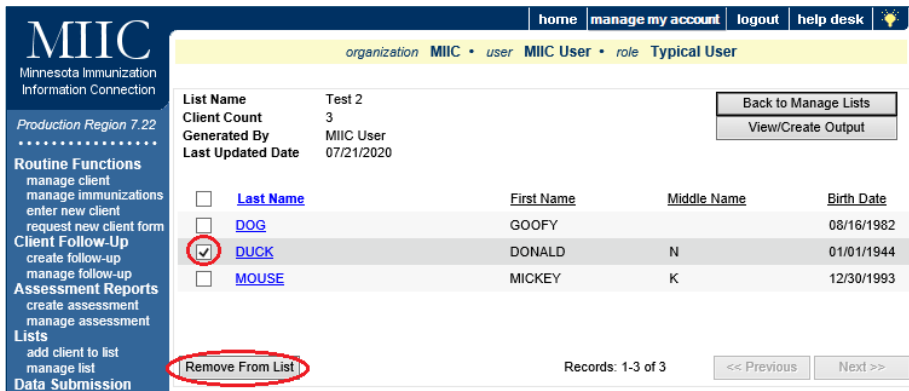 home manage my account logout help desk
MIIC
Minnesota Immunization
Information Connection
organization MIIC • user MIIC User • role Typical User
Production Region 7.22
Routine Functions
manage client
manage immunizations
enter new client
request new client form
Client Follow-Up
create follow-up
manage follow-up
Assessment Reports
create assessment
manage assessment
Lists
add client to list
manage list
Data Submission
List Name Test 2
Client Count 3
Generated By MIIC User
Last Updated Date 07/21/2020
Back to Manage Lists
View/Create Output
Last Name First Name Middle Name Birth Date
DOG GOOFY 08/16/1982
DUCK DONALD N 01/01/1944
MOUSE MICKEY K 12/30/1993
Remove From List Records: 1-3 of 3 << Previous Next >>